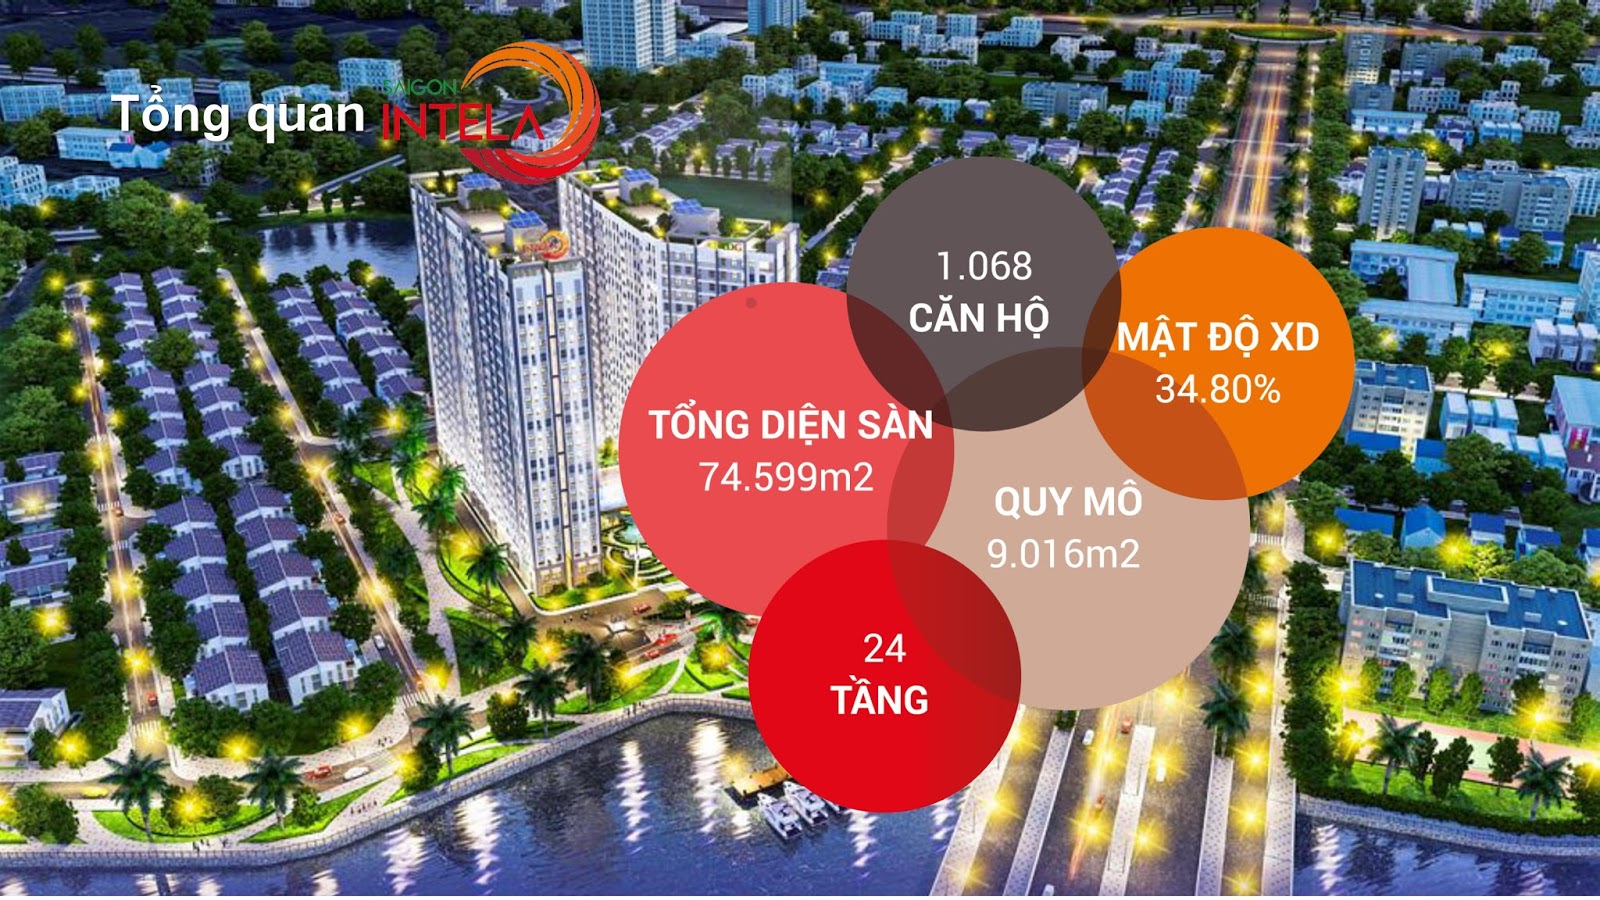 Tổng quan
SAIGON
INTELA
1.068
CĂN HỘ
MẬT ĐỘ XD
34.80%
TỔNG DIỆN SÀN
74.599m2
QUY MÔ
9.016m2
24
TẦNG